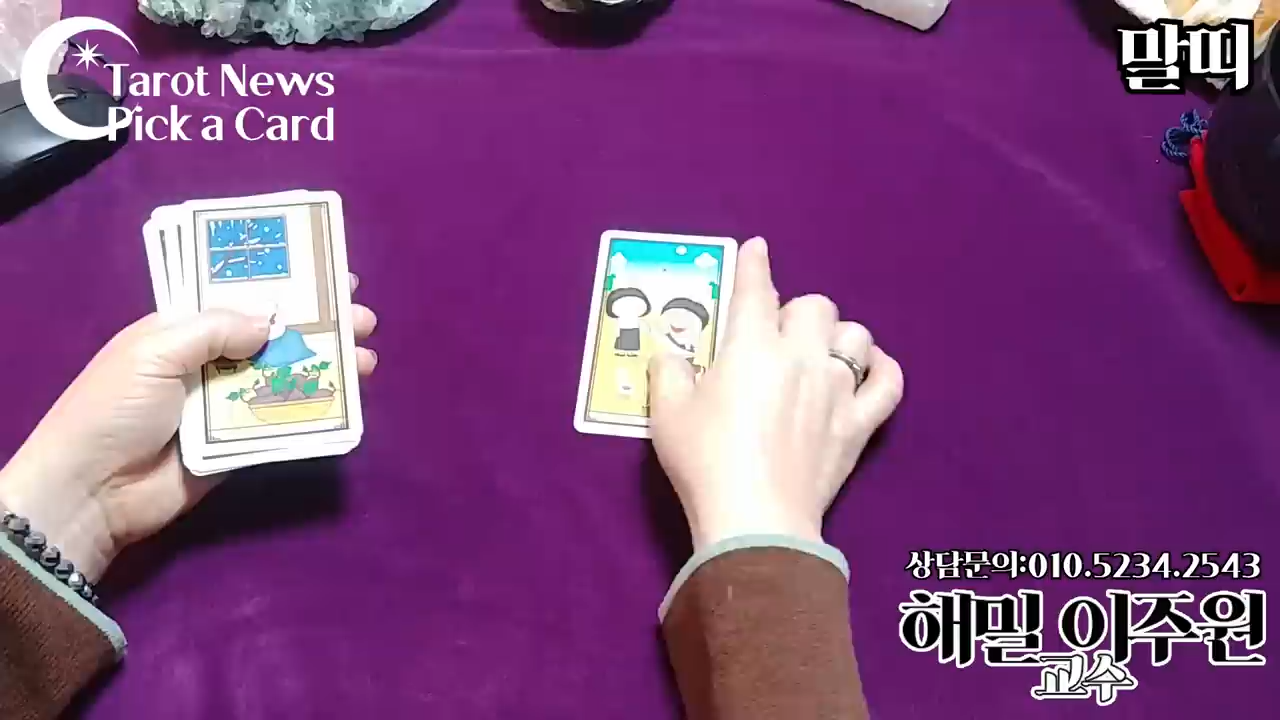 Tarot News
Pick a Card
말띠
상담문의:010.5234.2543
해밀 이주원
교수